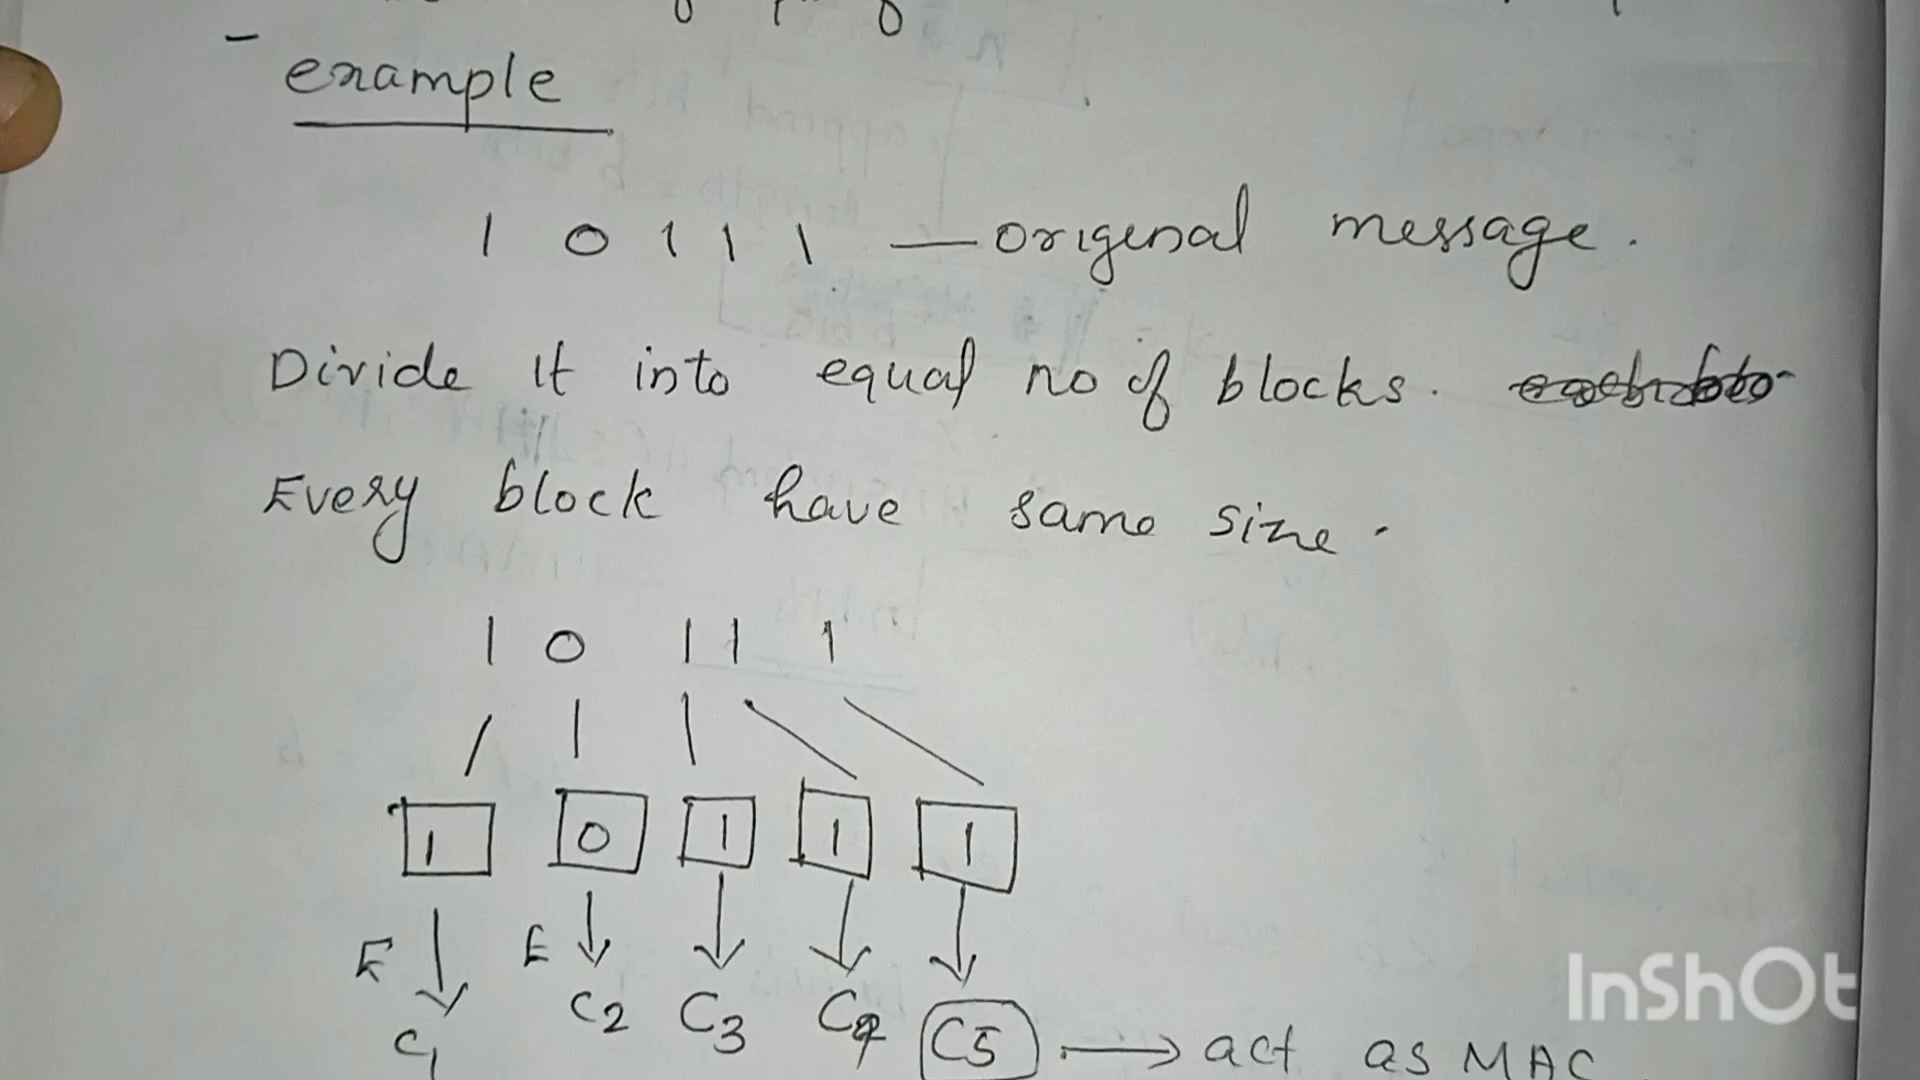 - example
1 0 1 1 1 — original message.
Divide it into equal no of blocks.
Every block have same size.
1 0 1 1 1
1 0 1 1 1
E E
C1 C2 C3 C4 C5 → act as MAC
InShOt